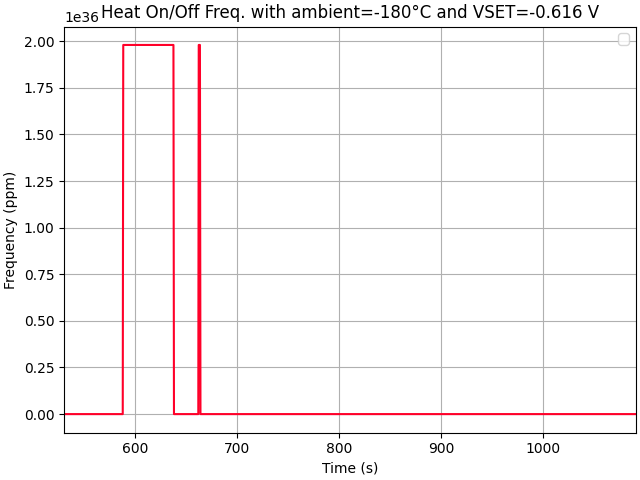 Heat On/Off Freq. with ambient=-180°C and VSET=-0.616 V
1e36
2.00
1.75
1.50
1.25
1.00
0.75
0.50
0.25
0.00
Frequency (ppm)
600 700 800 900 1000
Time (s)